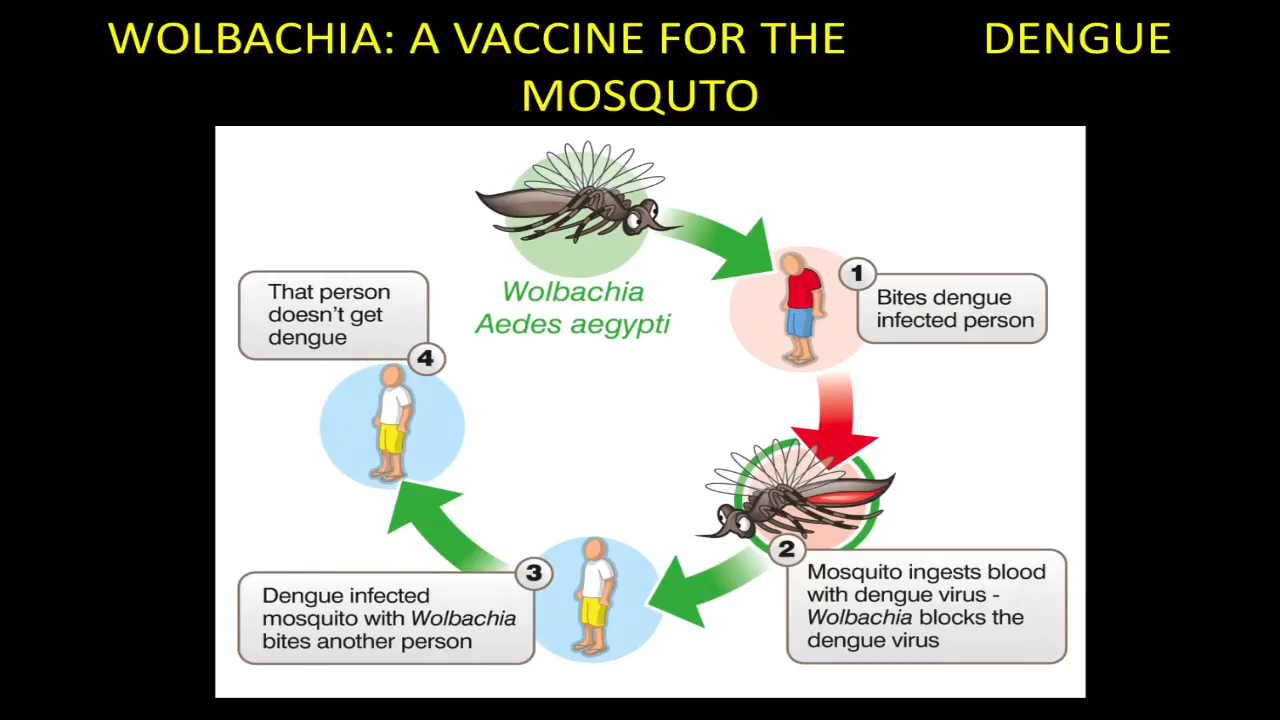 WOLBACHIA: A VACCINE FOR THE DENGUE
MOSQUTO
Wolbachia
Aedes aegypti
1
Bites dengue
infected person
2
Mosquito ingests blood
with dengue virus -
Wolbachia blocks the
dengue virus
3
Dengue infected
mosquito with Wolbachia
bites another person
4
That person
doesn't get
dengue